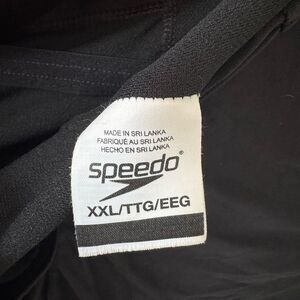 MADE IN SRI LANKA
FABRIQUÉ AU SRI LANKA
HECHO EN SRI LANKA
speedo
XXL/TTG/EEG